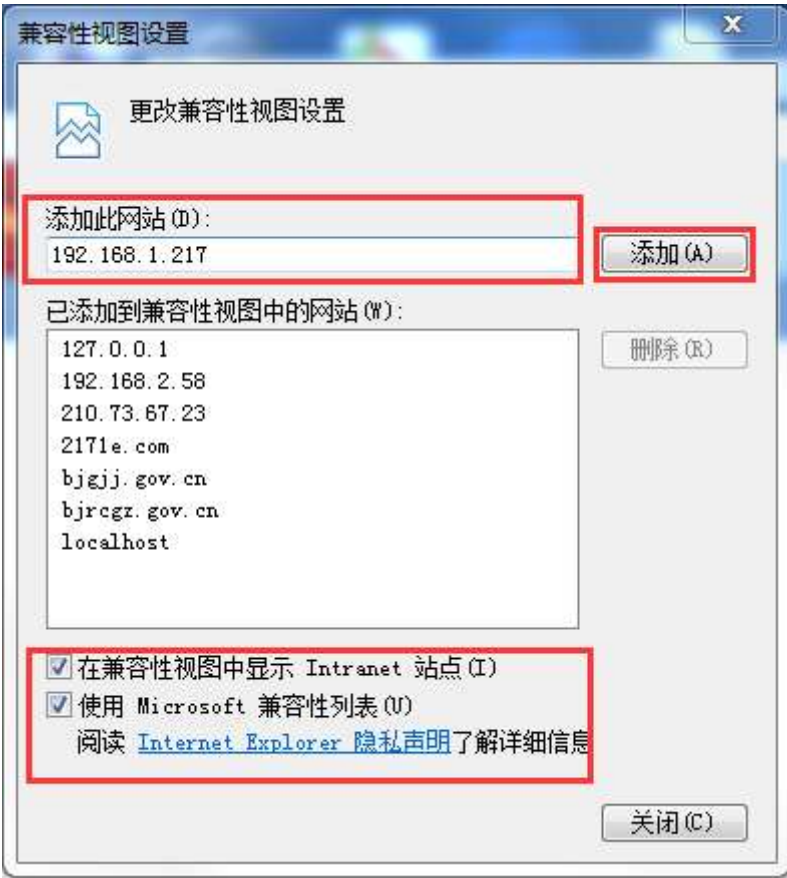 兼容性视图设置
更改兼容性视图设置
添加此网站(D):
192.168.1.217
添加(A)
已添加到兼容性视图中的网站(W):
127.0.0.1
192.168.2.58
210.73.67.23
2171e.com
bjgjj.gov.cn
bjrcgz.gov.cn
localhost
删除(R)
在兼容性视图中显示 Intranet 站点(I)
使用 Microsoft 兼容性列表(U)
阅读 Internet Explorer 隐私声明了解详细信息
关闭(C)